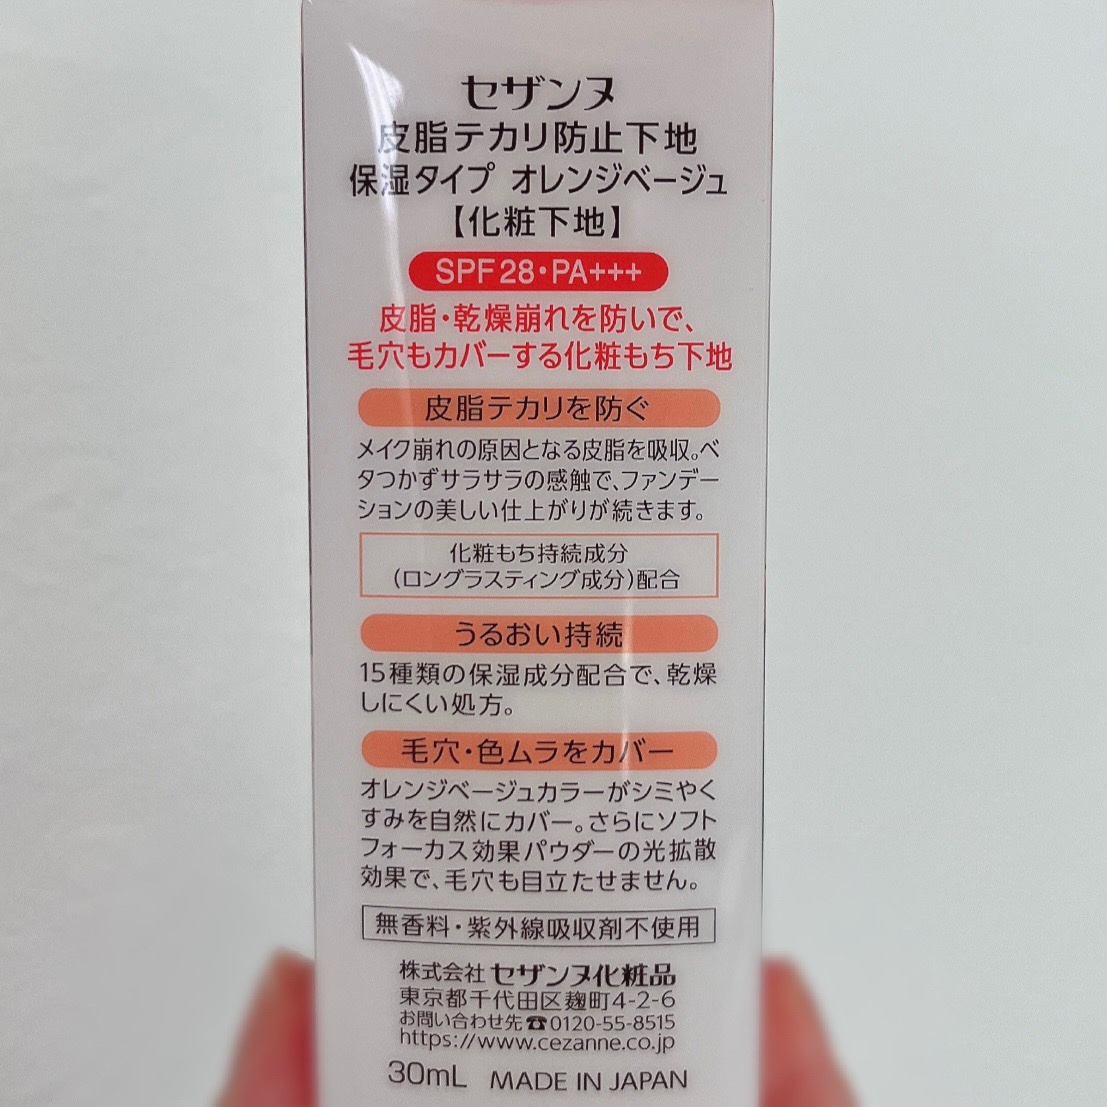 セザンヌ
皮脂テカリ防止下地
保湿タイプ オレンジベージュ
【化粧下地】
SPF28・PA+++
皮脂・乾燥崩れを防いで、
毛穴もカバーする化粧もち下地
皮脂テカリを防ぐ
メイク崩れの原因となる皮脂を吸収。ベ
タつかずサラサラの感触で、ファンデー
ションの美しい仕上がりが続きます。
化粧もち持続成分
(ロングラスティング成分)配合
うるおい持続
15種類の保湿成分配合で、乾燥
しにくい処方。
毛穴・色ムラをカバー
オレンジベージュカラーがシミやく
すみを自然にカバー。さらにソフト
フォーカス効果パウダーの光拡散
効果で、毛穴も目立たせません。
無香料・紫外線吸収剤不使用
株式会社 セザンヌ化粧品
東京都千代田区麹町4-2-6
お問い合わせ先☎0120-55-8515
https://www.cezanne.co.jp
30mL MADE IN JAPAN